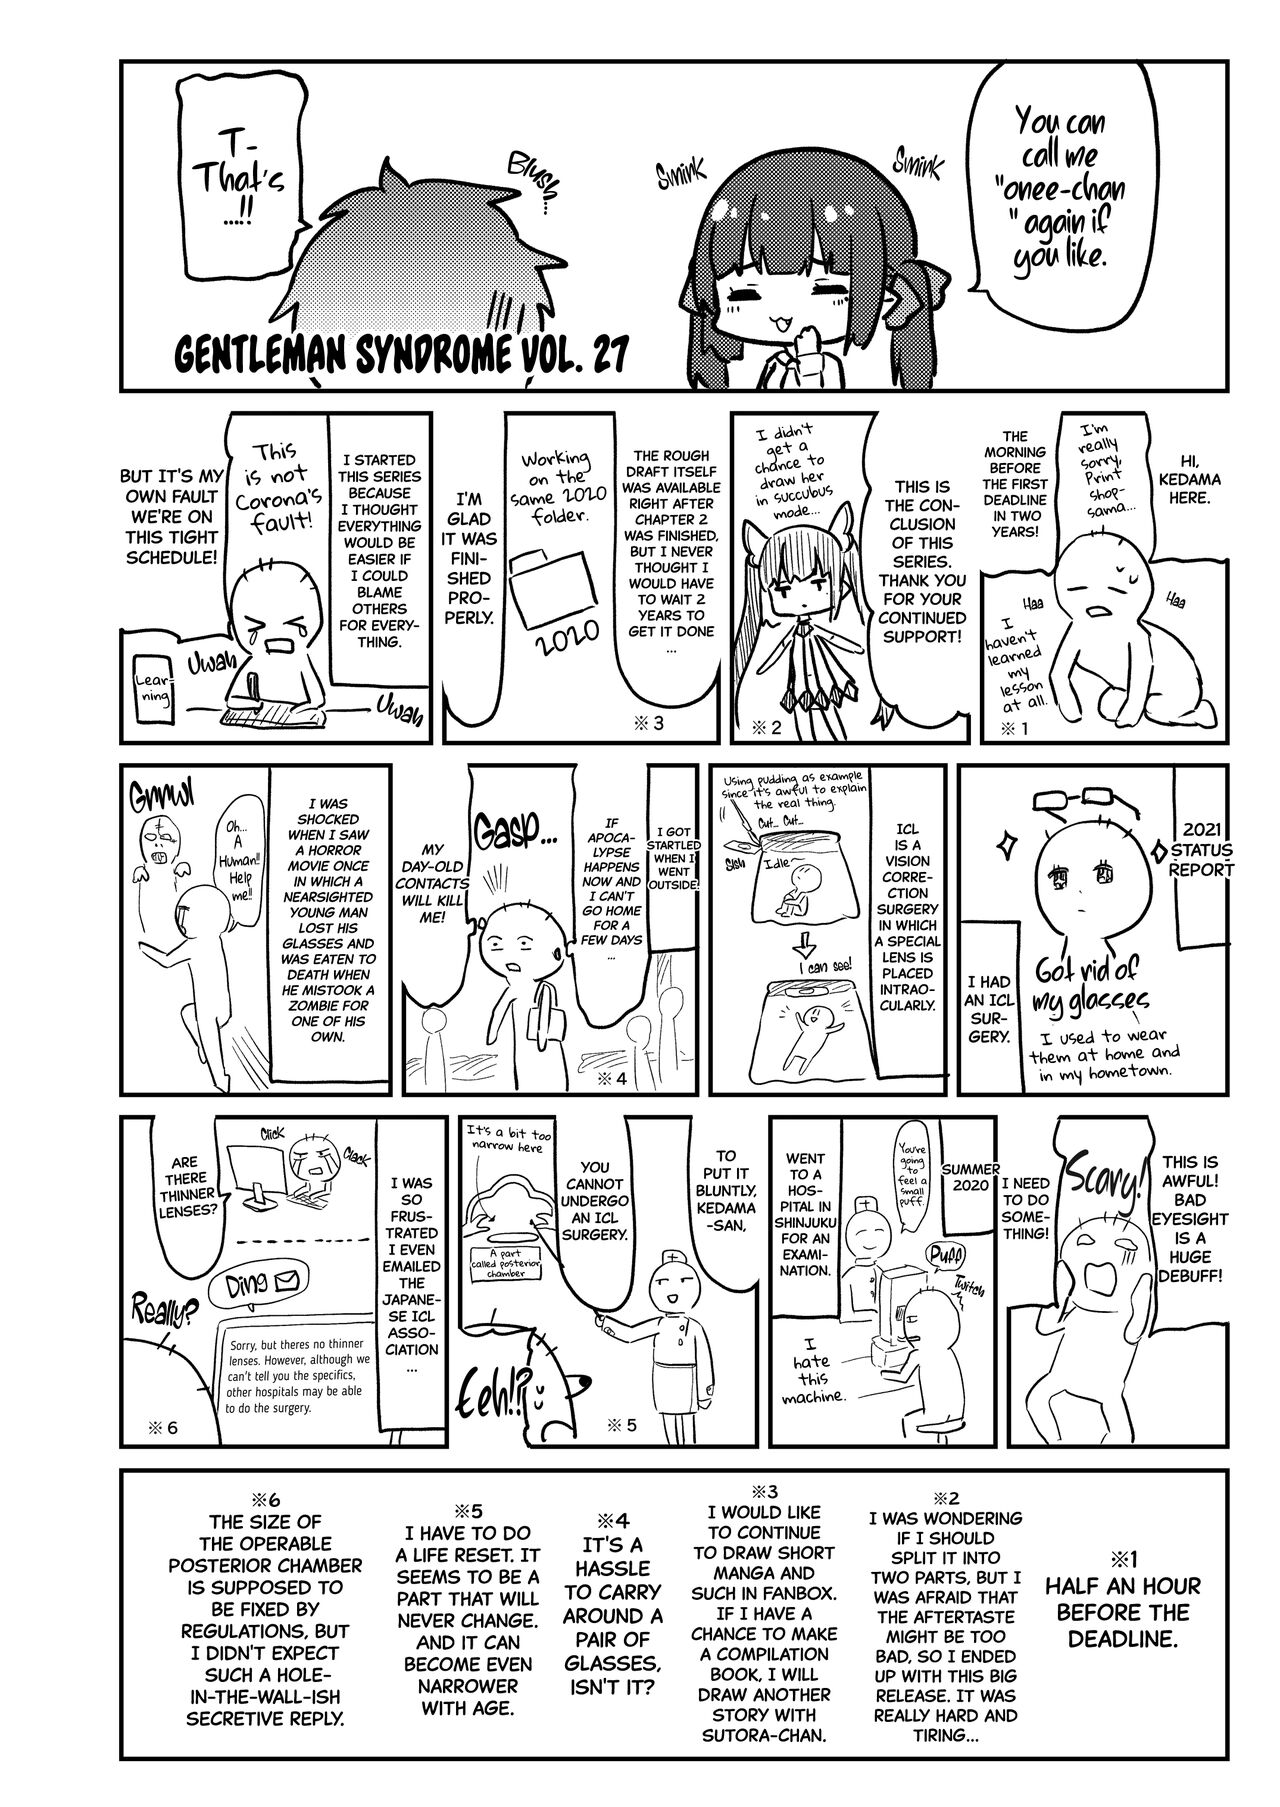 You can
call me
"onee-chan
" again if
you like.
Smink
Smink
Blush...
T-
That's
....!!
GENTLEMAN SYNDROME VOL. 27
HI,
KEDAMA
HERE.
I'm
really
sorry,
Print
shop-
sama...
THE
MORNING
BEFORE
THE FIRST
DEADLINE
IN TWO
YEARS!
Haa
Haa
I
haven't
learned
my
lesson
at all.
※1
THIS IS
THE CON-
CLUSION
OF THIS
SERIES.
THANK YOU
FOR YOUR
CONTINUED
SUPPORT!
I didn't
get a
chance to
draw her
in succubus
mode...
※2
THE ROUGH
DRAFT ITSELF
WAS AVAILABLE
RIGHT AFTER
CHAPTER 2
WAS FINISHED,
BUT I NEVER
THOUGHT I
WOULD HAVE
TO WAIT 2
YEARS TO
GET IT DONE
...
Working
on the
same 2020
folder.
2020
I'M
GLAD
IT WAS
FINI-
SHED
PRO-
PERLY.
※3
I STARTED
THIS SERIES
BECAUSE
I THOUGHT
EVERYTHING
WOULD BE
EASIER IF
I COULD
BLAME
OTHERS
FOR EVERY-
THING.
This
is not
Corona's
fault!
BUT IT'S MY
OWN FAULT
WE'RE ON
THIS TIGHT
SCHEDULE!
Uwah
Uwah
Lear-
ning
2021
STATUS
REPORT
Got rid of
my glasses
I used to wear
them at home and
in my hometown.
I HAD
AN ICL
SUR-
GERY.
ICL
IS A
VISION
CORRE-
CTION
SURGERY
IN WHICH
A SPECIAL
LENS IS
PLACED
INTRAO-
CULARLY.
Using pudding as example
since it's awful to explain
the real thing.
Cut... Cut...
Slsh
Idle~
I can see!
I GOT
STARTLED
WHEN I
WENT
OUTSIDE.
IF
APOCA-
LYPSE
HAPPENS
NOW AND
I CAN'T
GO HOME
FOR A
FEW DAYS
...
Gasp...
MY
DAY-OLD
CONTACTS
WILL KILL
ME!
※4
I WAS
SHOCKED
WHEN I SAW
A HORROR
MOVIE ONCE
IN WHICH A
NEARSIGHTED
YOUNG MAN
LOST HIS
GLASSES AND
WAS EATEN TO
DEATH WHEN
HE MISTOOK A
ZOMBIE FOR
ONE OF HIS
OWN.
Grrrwl
Oh...
A
Human!!
Help
me!!
THIS IS
AWFUL!
BAD
EYESIGHT
IS A
HUGE
DEBUFF!
Scary!
I NEED
TO DO
SOME-
THING!
SUMMER
2020
You're
going
to
feel a
small
puff.
Puff
Twitch
WENT
TO A
HOS-
PITAL IN
SHINJUKU
FOR AN
EXAMI-
NATION.
I
hate
this
machine.
TO
PUT IT
BLUNTLY,
KEDAMA
-SAN,
YOU
CANNOT
UNDERGO
AN ICL
SURGERY.
It's a bit too
narrow here
A part
called posterior
chamber
Eeh!?
※5
I WAS
SO
FRUS-
TRATED
I EVEN
EMAILED
THE
JAPANE-
SE ICL
ASSO-
CIATION
...
Click
Clack
ARE
THERE
THINNER
LENSES?
Ding
Really?
Sorry, but theres no thinner
lenses. However, although we
can't tell you the specifics,
other hospitals may be able
to do the surgery.
※6
※1
HALF AN HOUR
BEFORE THE
DEADLINE.
※2
I WAS WONDERING
IF I SHOULD
SPLIT IT INTO
TWO PARTS, BUT I
WAS AFRAID THAT
THE AFTERTASTE
MIGHT BE TOO
BAD, SO I ENDED
UP WITH THIS BIG
RELEASE. IT WAS
REALLY HARD AND
TIRING...
※3
I WOULD LIKE
TO CONTINUE
TO DRAW SHORT
MANGA AND
SUCH IN FANBOX.
IF I HAVE A
CHANCE TO MAKE
A COMPILATION
BOOK, I WILL
DRAW ANOTHER
STORY WITH
SUTORA-CHAN.
※4
IT'S A
HASSLE
TO CARRY
AROUND A
PAIR OF
GLASSES,
ISN'T IT?
※5
I HAVE TO DO
A LIFE RESET. IT
SEEMS TO BE A
PART THAT WILL
NEVER CHANGE.
AND IT CAN
BECOME EVEN
NARROWER
WITH AGE.
※6
THE SIZE OF
THE OPERABLE
POSTERIOR CHAMBER
IS SUPPOSED TO
BE FIXED BY
REGULATIONS, BUT
I DIDN'T EXPECT
SUCH A HOLE-
IN-THE-WALL-ISH
SECRETIVE REPLY.